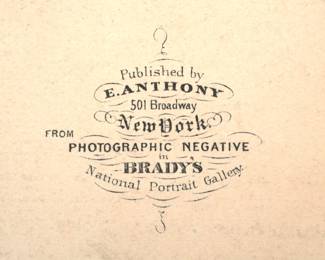 Published by
E. ANTHONY
501 Broadway
New York.
FROM
PHOTOGRAPHIC NEGATIVE
in
BRADY'S
National Portrait Gallery.